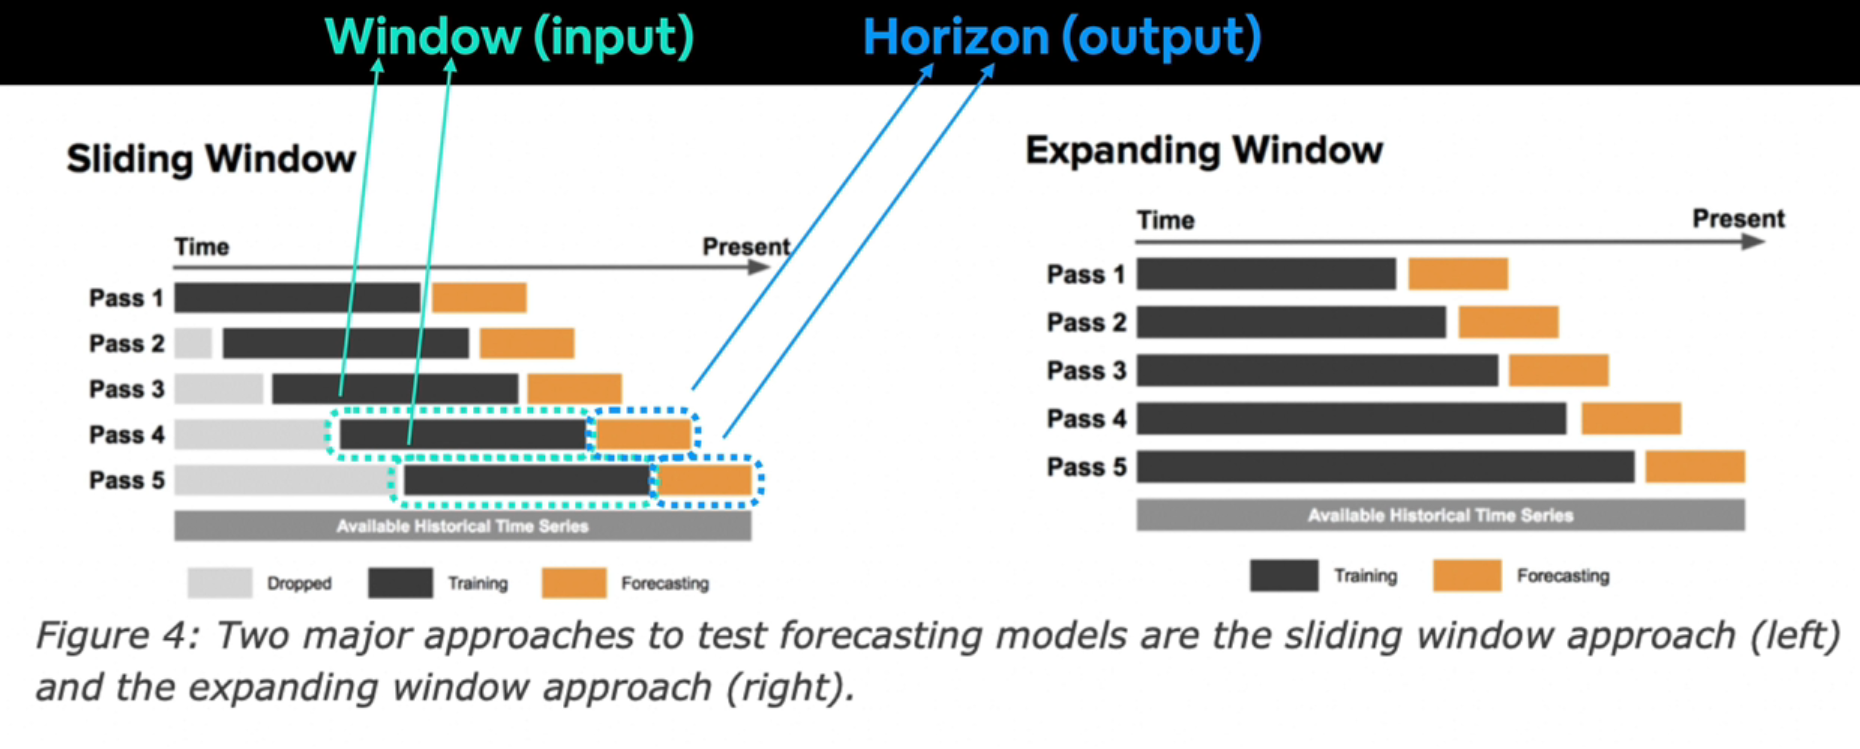 Window (input)
Horizon (output)
Sliding Window
Time
Present
Pass 1
Pass 2
Pass 3
Pass 4
Pass 5
Available Historical Time Series
Dropped
Training
Forecasting
Expanding Window
Time
Present
Pass 1
Pass 2
Pass 3
Pass 4
Pass 5
Available Historical Time Series
Training
Forecasting
Figure 4: Two major approaches to test forecasting models are the sliding window approach (left)
and the expanding window approach (right).